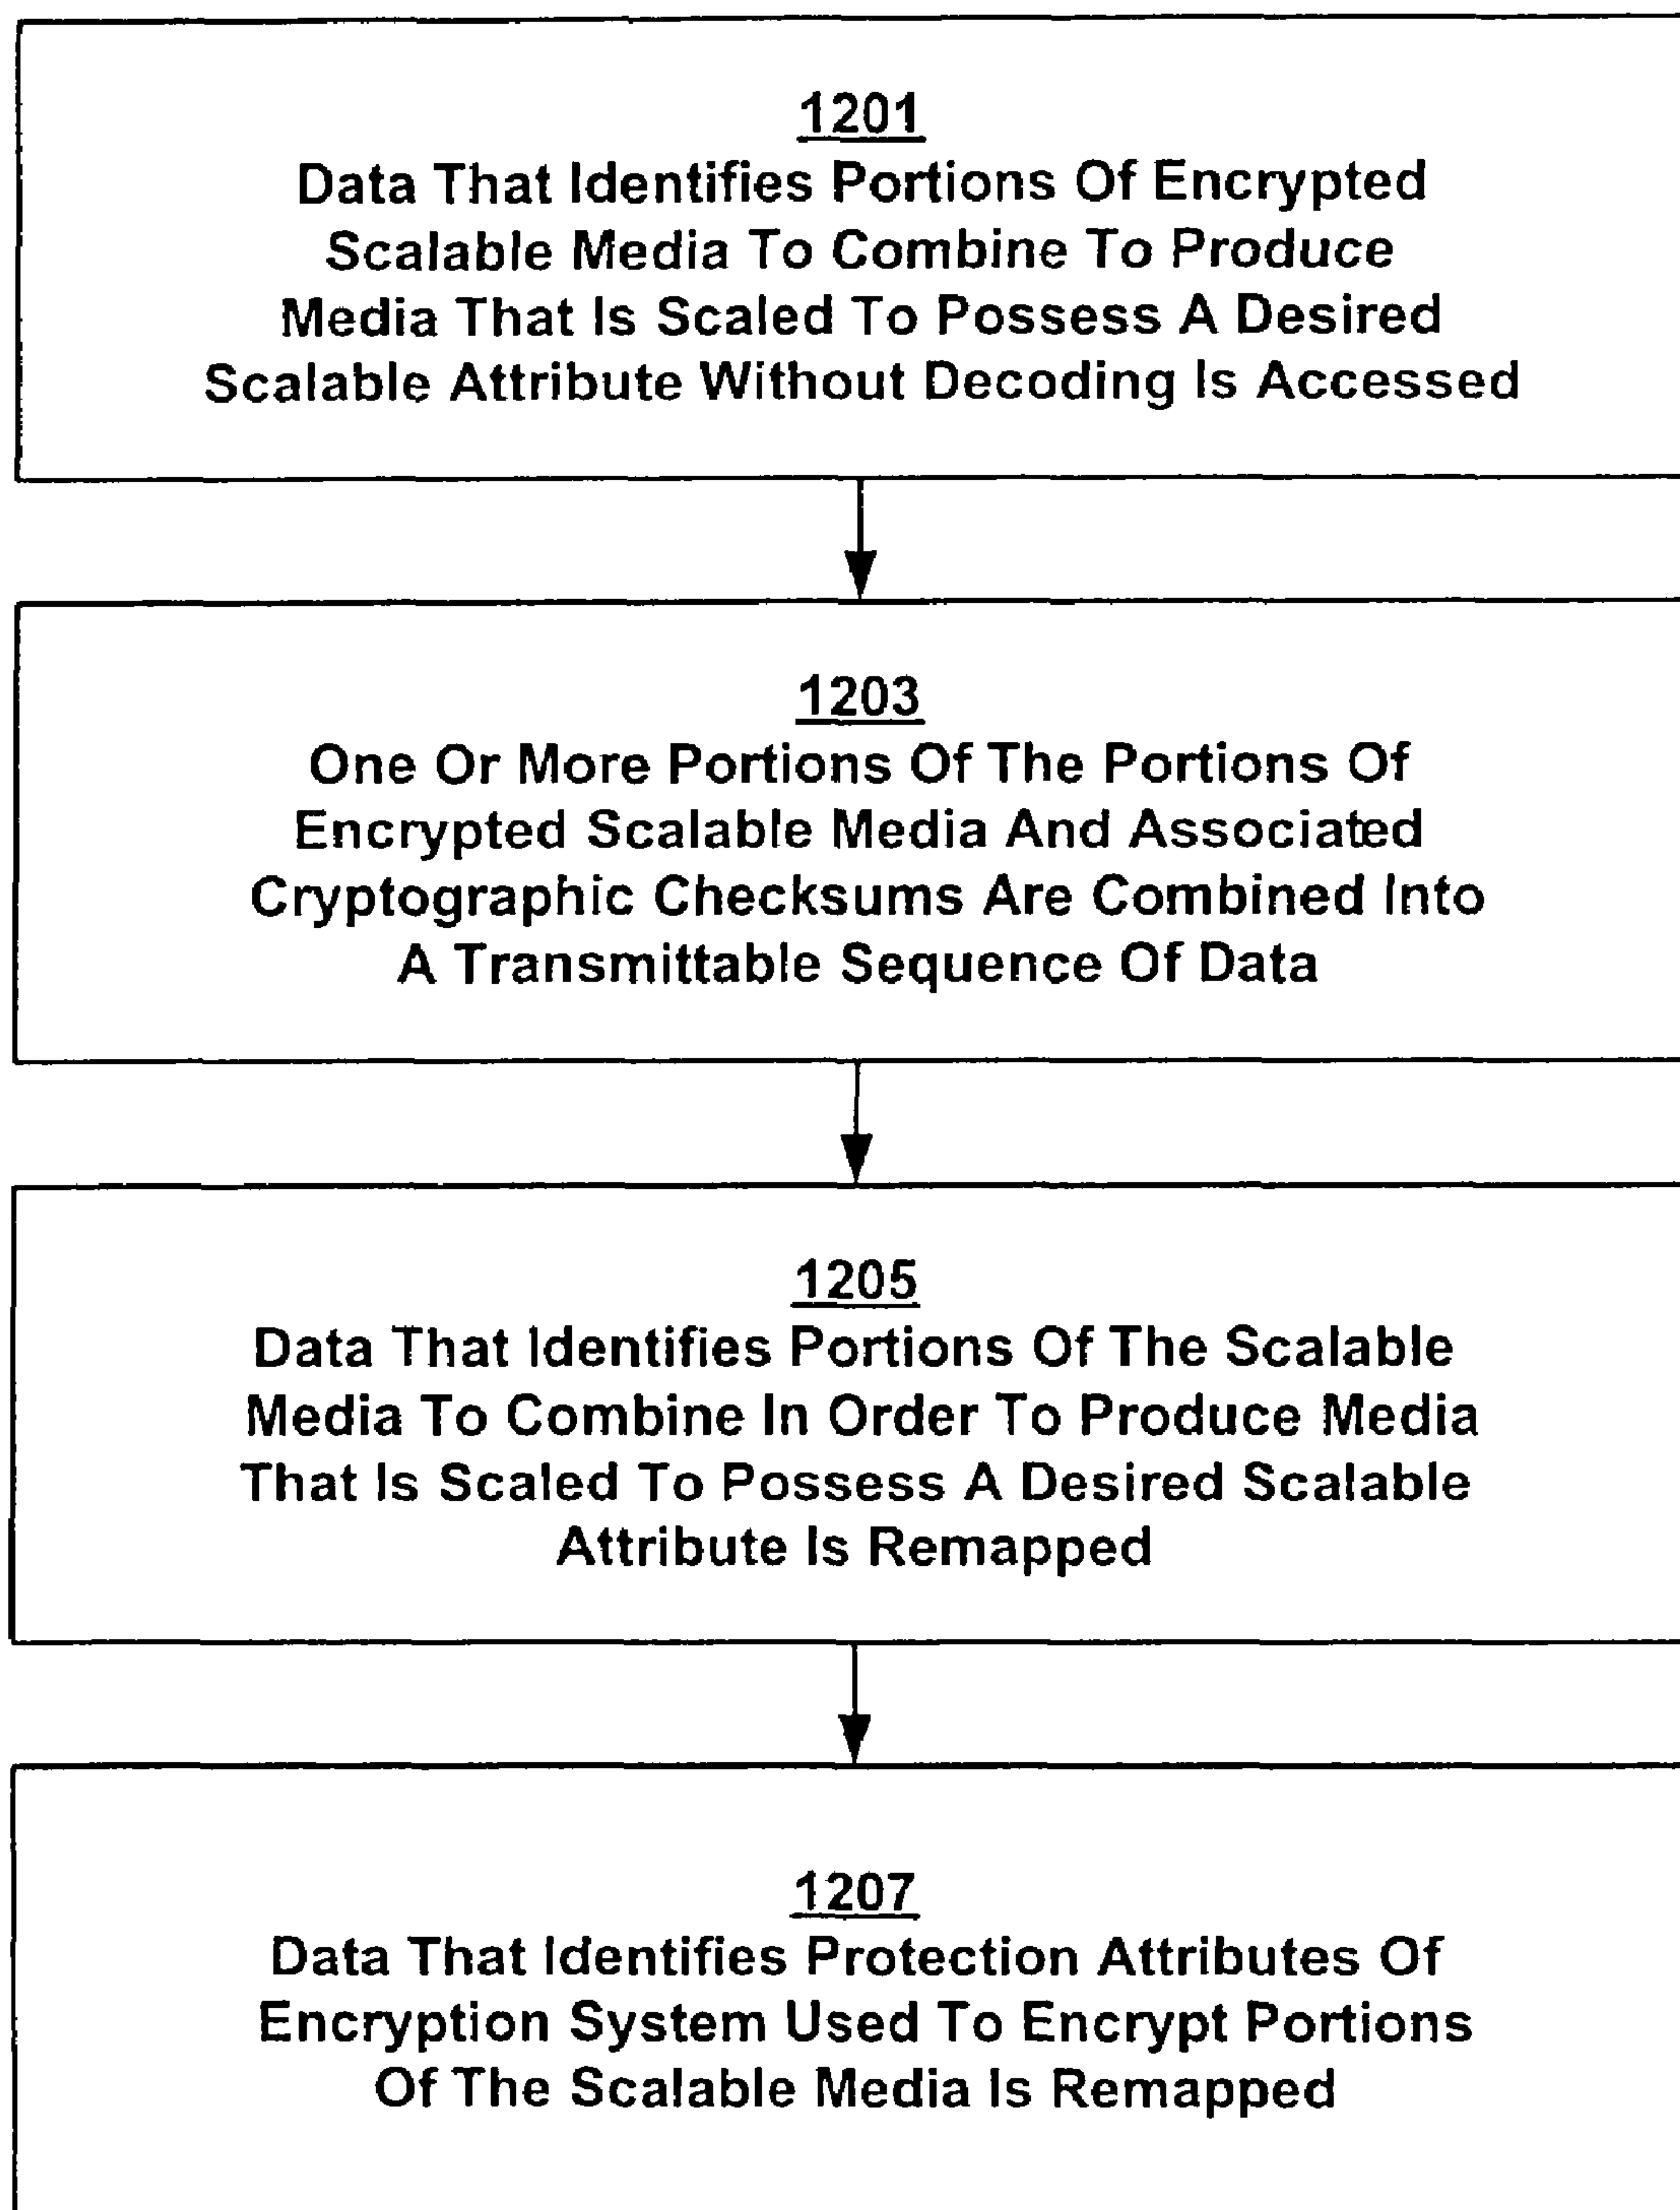 1201
Data That Identifies Portions Of Encrypted
Scalable Media To Combine To Produce
Media That Is Scaled To Possess A Desired
Scalable Attribute Without Decoding Is Accessed
1203
One Or More Portions Of The Portions Of
Encrypted Scalable Media And Associated
Cryptographic Checksums Are Combined Into
A Transmittable Sequence Of Data
1205
Data That Identifies Portions Of The Scalable
Media To Combine In Order To Produce Media
That Is Scaled To Possess A Desired Scalable
Attribute Is Remapped
1207
Data That Identifies Protection Attributes Of
Encryption System Used To Encrypt Portions
Of The Scalable Media Is Remapped